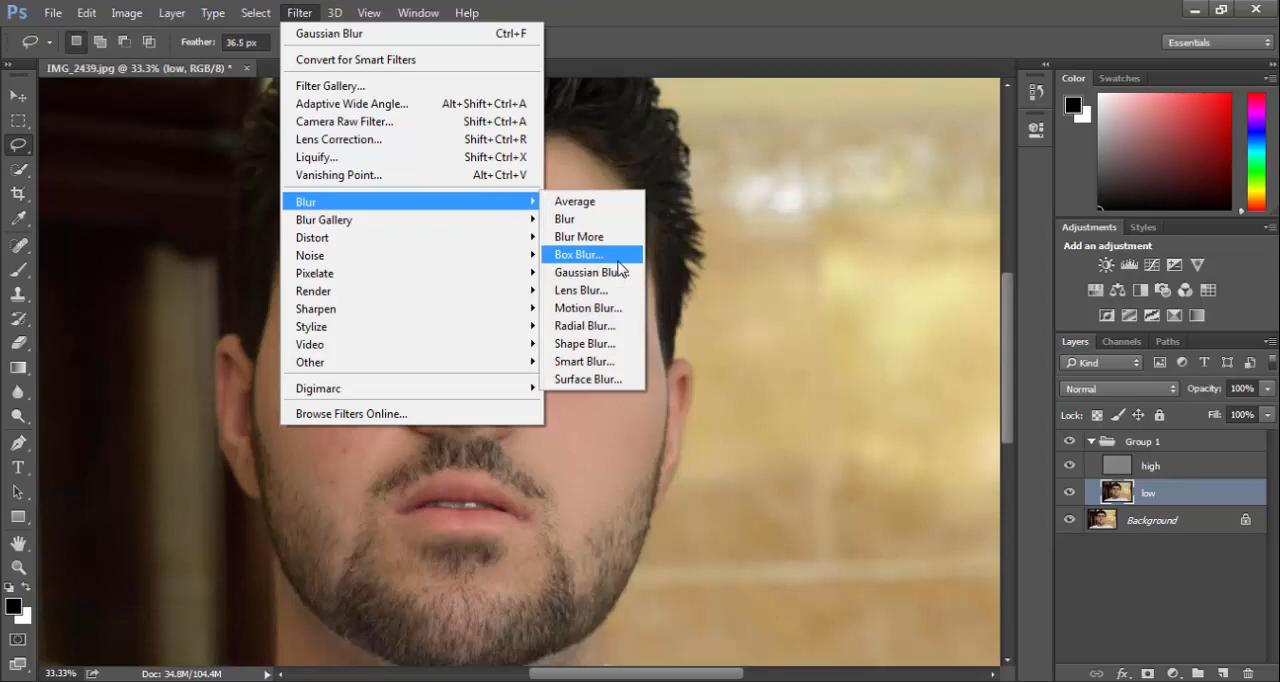 Ps File Edit Image Layer Type Select Filter 3D View Window Help
Feather: 36.5 px
Essentials
IMG_2439.jpg @ 33.3% (low, RGB/8) * ×
Gaussian Blur Ctrl+F
Convert for Smart Filters
Filter Gallery...
Adaptive Wide Angle... Alt+Shift+Ctrl+A
Camera Raw Filter... Shift+Ctrl+A
Lens Correction... Shift+Ctrl+R
Liquify... Shift+Ctrl+X
Vanishing Point... Alt+Ctrl+V
Blur
Blur Gallery
Distort
Noise
Pixelate
Render
Sharpen
Stylize
Video
Other
Digimarc
Browse Filters Online...
Average
Blur
Blur More
Box Blur...
Gaussian Blur...
Lens Blur...
Motion Blur...
Radial Blur...
Shape Blur...
Smart Blur...
Surface Blur...
Color Swatches
Adjustments Styles
Add an adjustment
Layers Channels Paths
Kind
Normal Opacity: 100%
Lock: Fill: 100%
Group 1
high
low
Background
33.33% Doc: 34.8M/104.4M